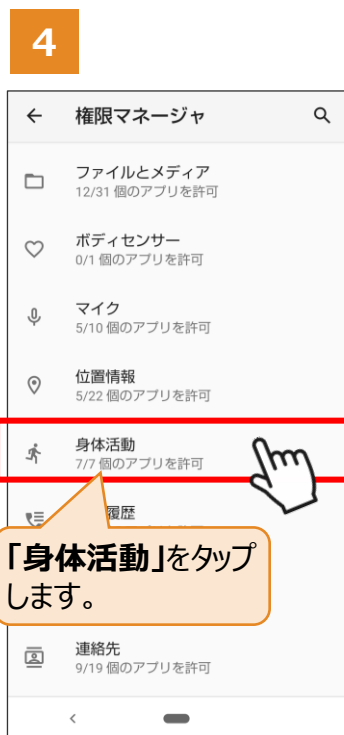 4
権限マネージャ
ファイルとメディア
12/31 個のアプリを許可
ボディセンサー
0/1 個のアプリを許可
マイク
5/10 個のアプリを許可
位置情報
5/22 個のアプリを許可
身体活動
7/7 個のアプリを許可
履歴
「身体活動」をタップ
します。
連絡先
9/19 個のアプリを許可